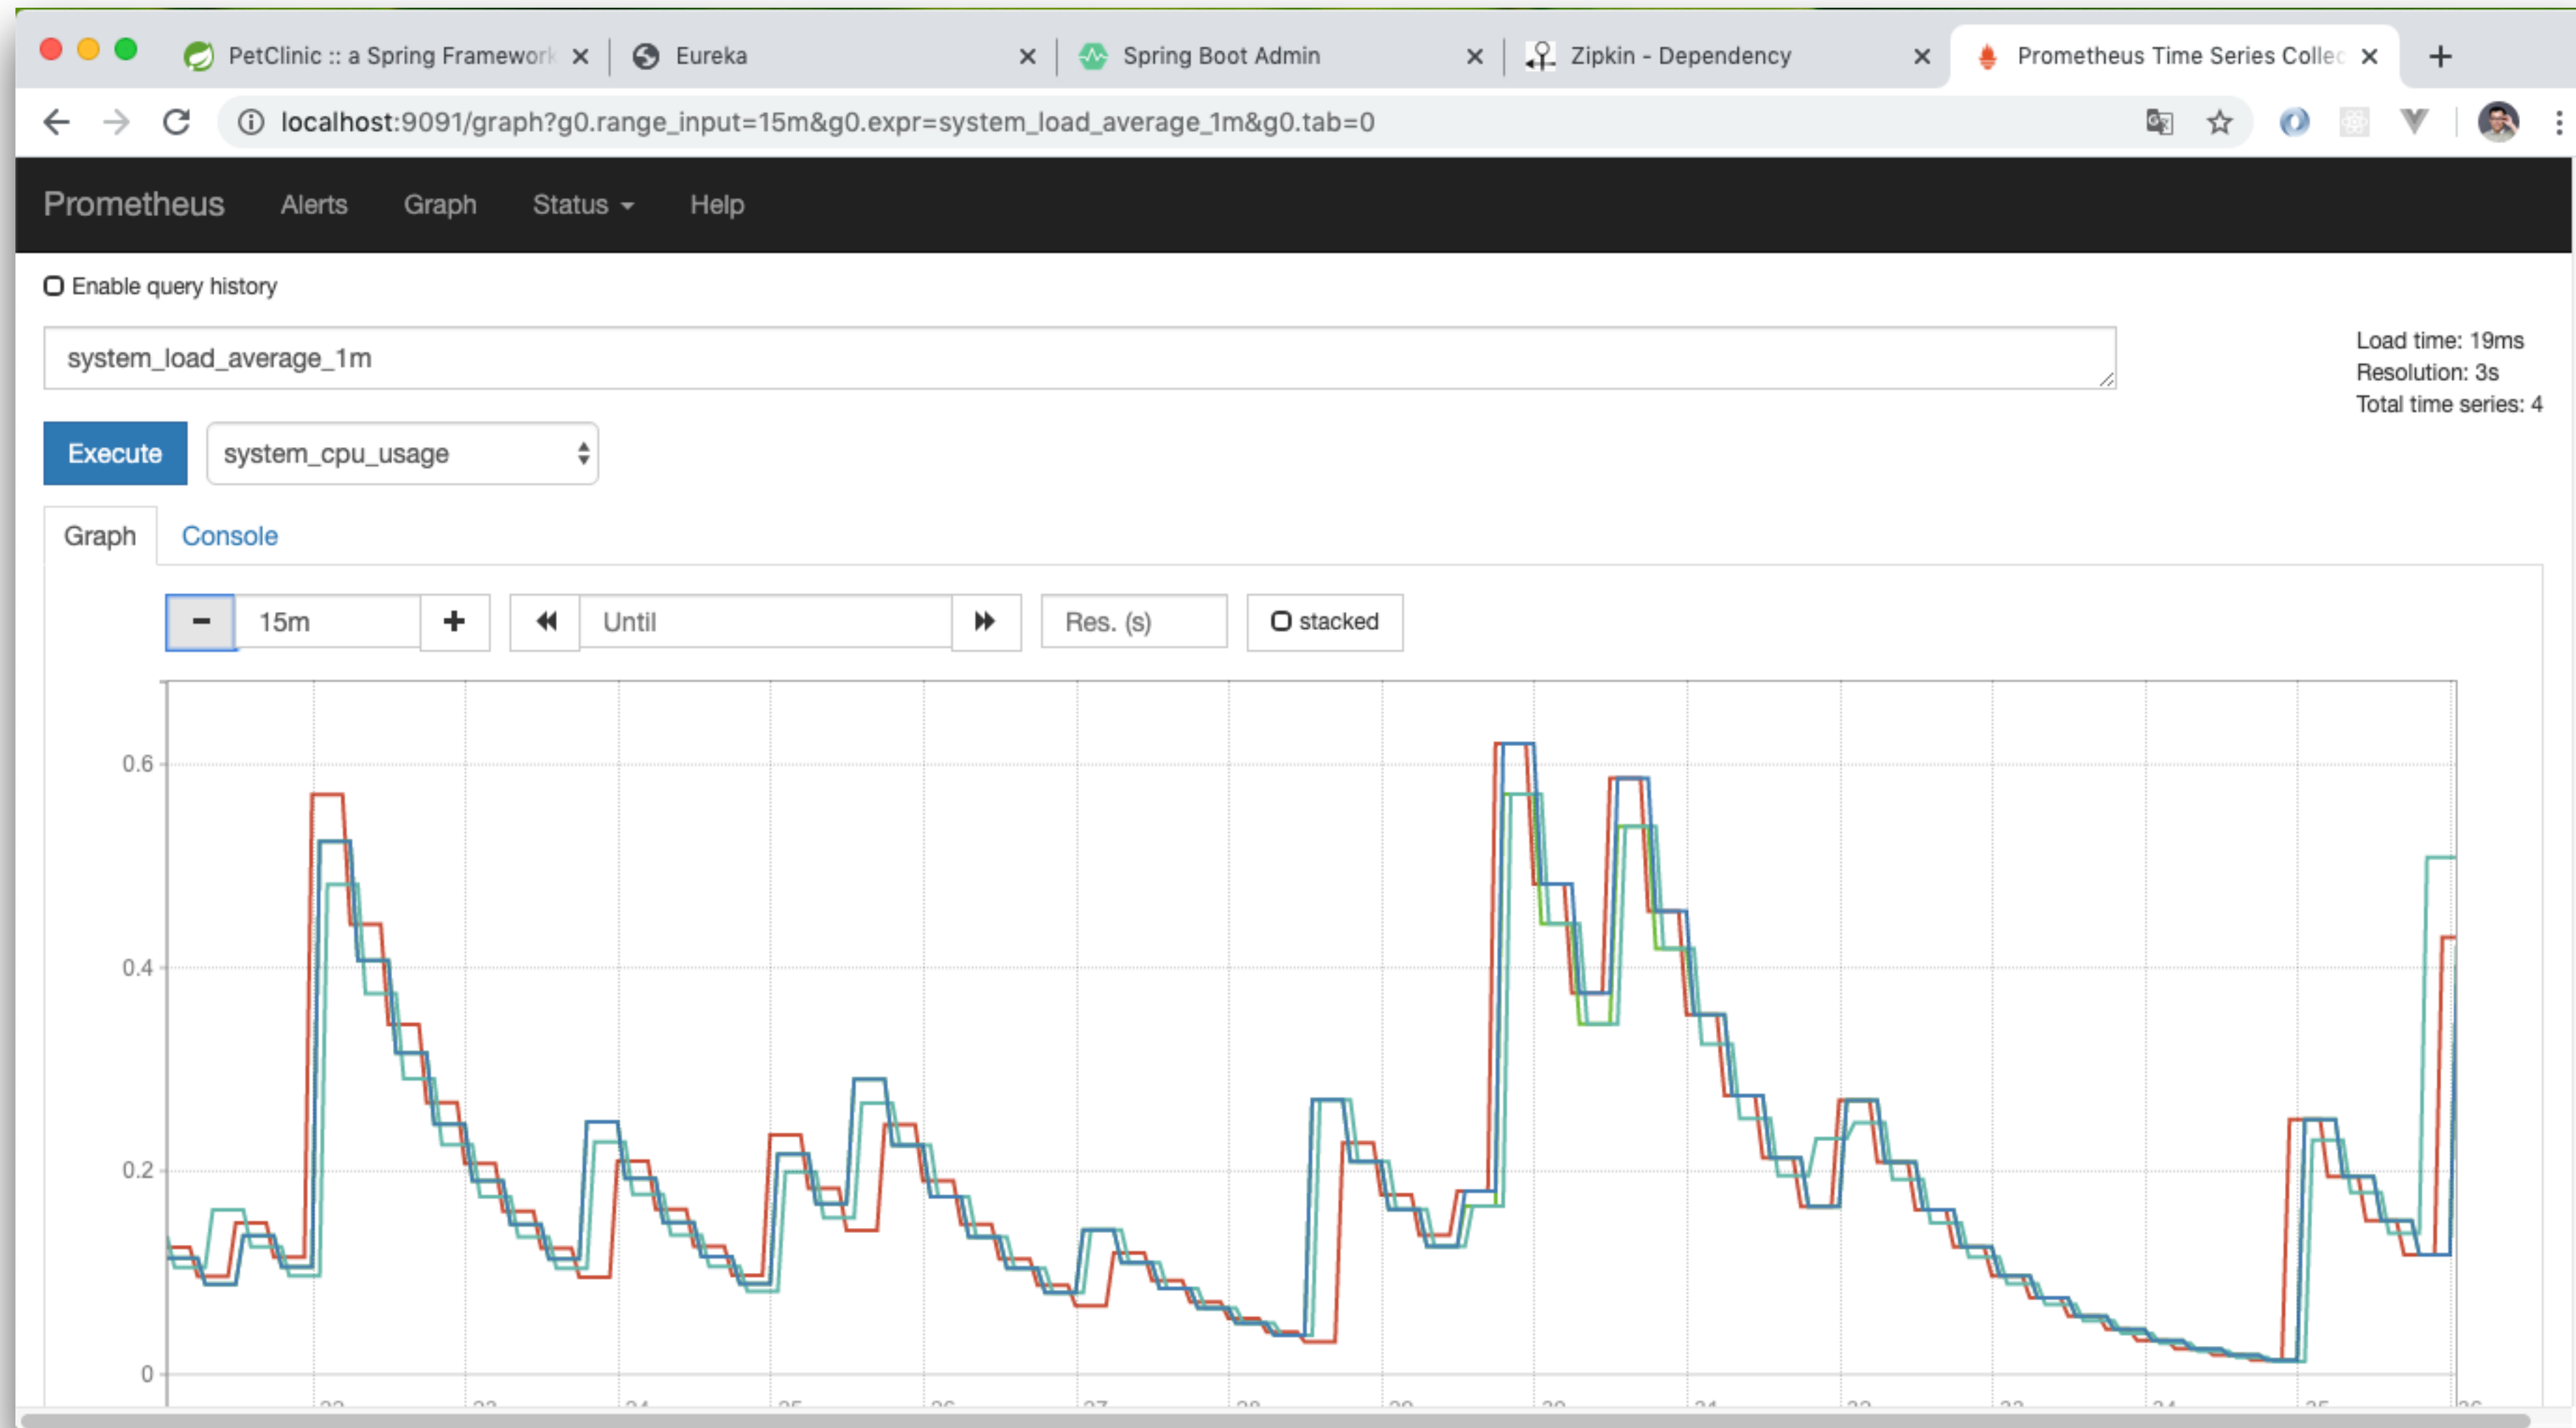 PetClinic :: a Spring Framework
Eureka
Spring Boot Admin
Zipkin - Dependency
Prometheus Time Series Collec
localhost:9091/graph?g0.range_input=15m&g0.expr=system_load_average_1m&g0.tab=0
Prometheus Alerts Graph Status Help
Enable query history
system_load_average_1m
Load time: 19ms
Resolution: 3s
Total time series: 4
Execute system_cpu_usage
Graph Console
15m Until Res. (s) stacked
0.6
0.4
0.2
0